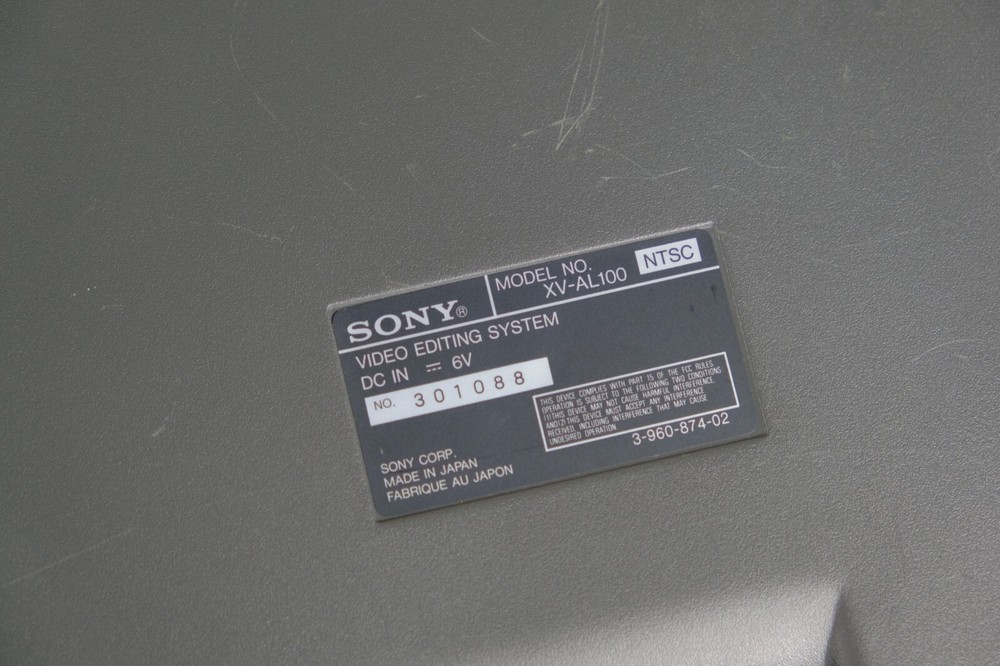 SONY®
MODEL NO.
XV-AL100
NTSC
VIDEO EDITING SYSTEM
DC IN ⎓ 6V
NO. 301088
THIS DEVICE COMPLIES WITH PART 15 OF THE FCC RULES.
OPERATION IS SUBJECT TO THE FOLLOWING TWO CONDITIONS
(1)THIS DEVICE MAY NOT CAUSE HARMFUL INTERFERENCE.
AND(2)THIS DEVICE MUST ACCEPT ANY INTERFERENCE
RECEIVED, INCLUDING INTERFERENCE THAT MAY CAUSE
UNDESIRED OPERATION.
3-960-874-02
SONY CORP.
MADE IN JAPAN
FABRIQUE AU JAPON